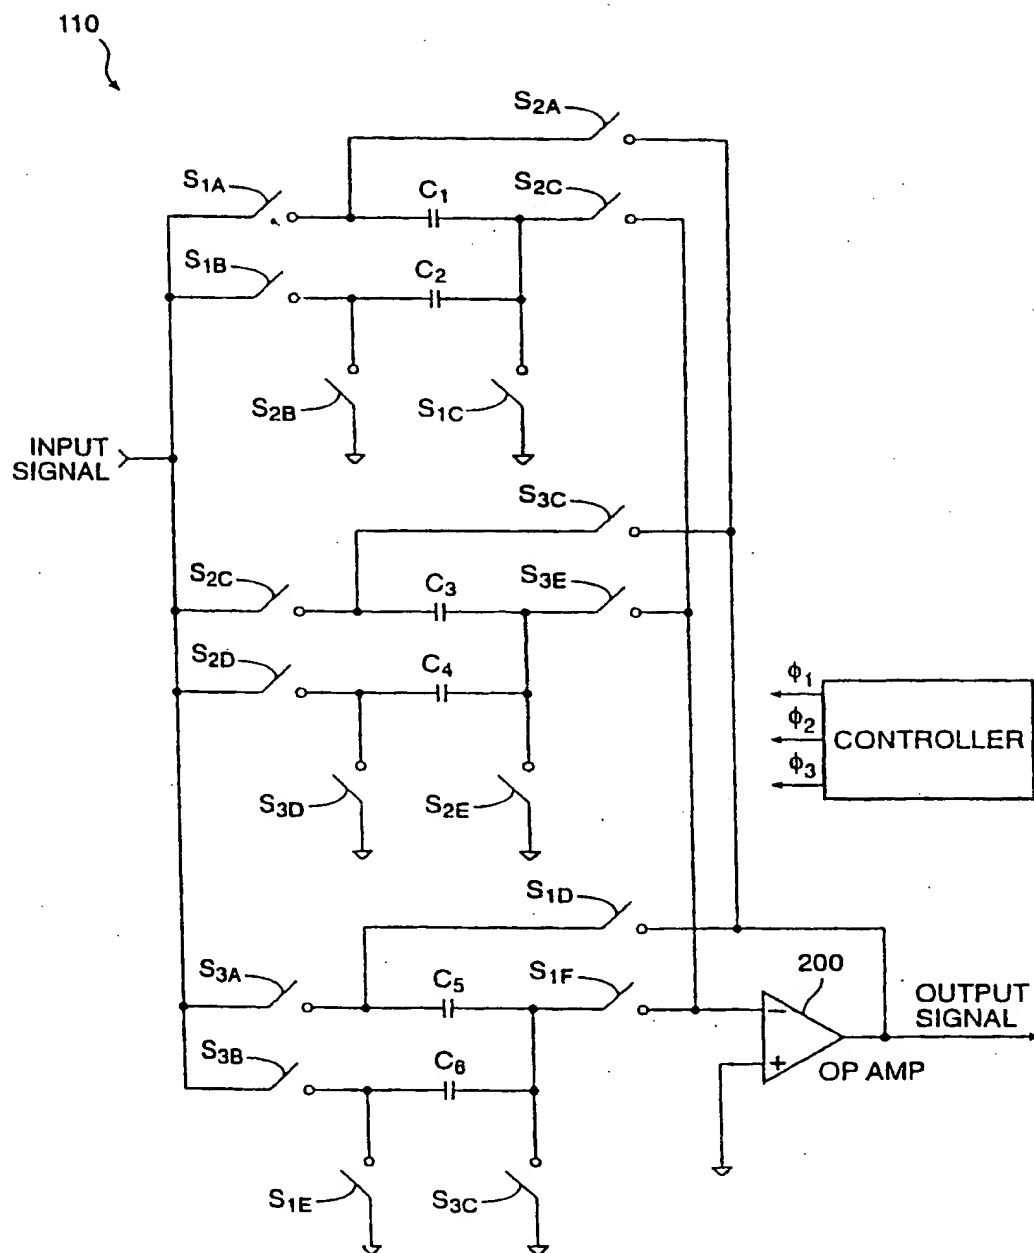 110
S2A
S1A
C1
S2C
S1B
C2
S2B
S1C
INPUT
SIGNAL
S3C
S2C
C3
S3E
S2D
C4
ϕ1
ϕ2
ϕ3
CONTROLLER
S3D
S2E
S1D
S3A
C5
S1F
200
OUTPUT
SIGNAL
S3B
C6
−
+
OP AMP
S1E
S3C